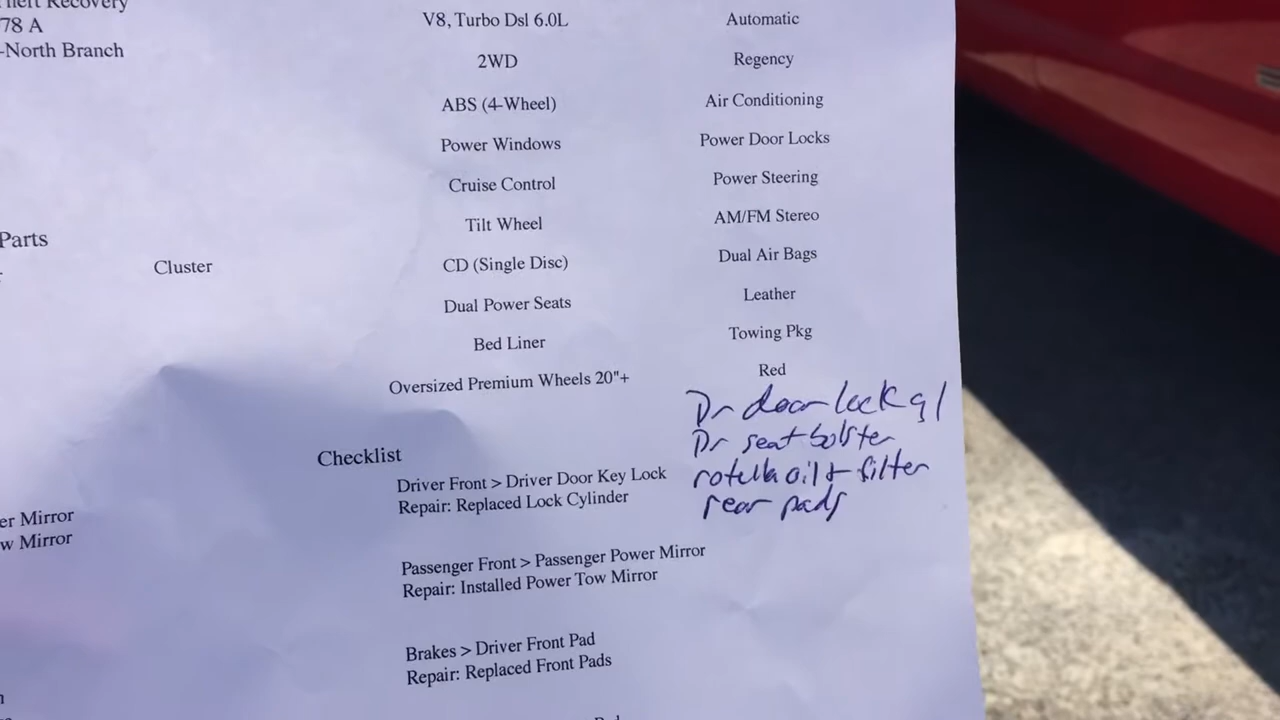 Theft Recovery
78 A
-North Branch
V8, Turbo Dsl 6.0L
Automatic
2WD
Regency
ABS (4-Wheel)
Air Conditioning
Power Windows
Power Door Locks
Cruise Control
Power Steering
Tilt Wheel
AM/FM Stereo
CD (Single Disc)
Dual Air Bags
Dual Power Seats
Leather
Bed Liner
Towing Pkg
Oversized Premium Wheels 20"+
Red
Parts
Cluster
Dr door lock
Dr seat bolster
rotella oil + filter
rear pads
Checklist
Driver Front > Driver Door Key Lock
Repair: Replaced Lock Cylinder
er Mirror
w Mirror
Passenger Front > Passenger Power Mirror
Repair: Installed Power Tow Mirror
Brakes > Driver Front Pad
Repair: Replaced Front Pads